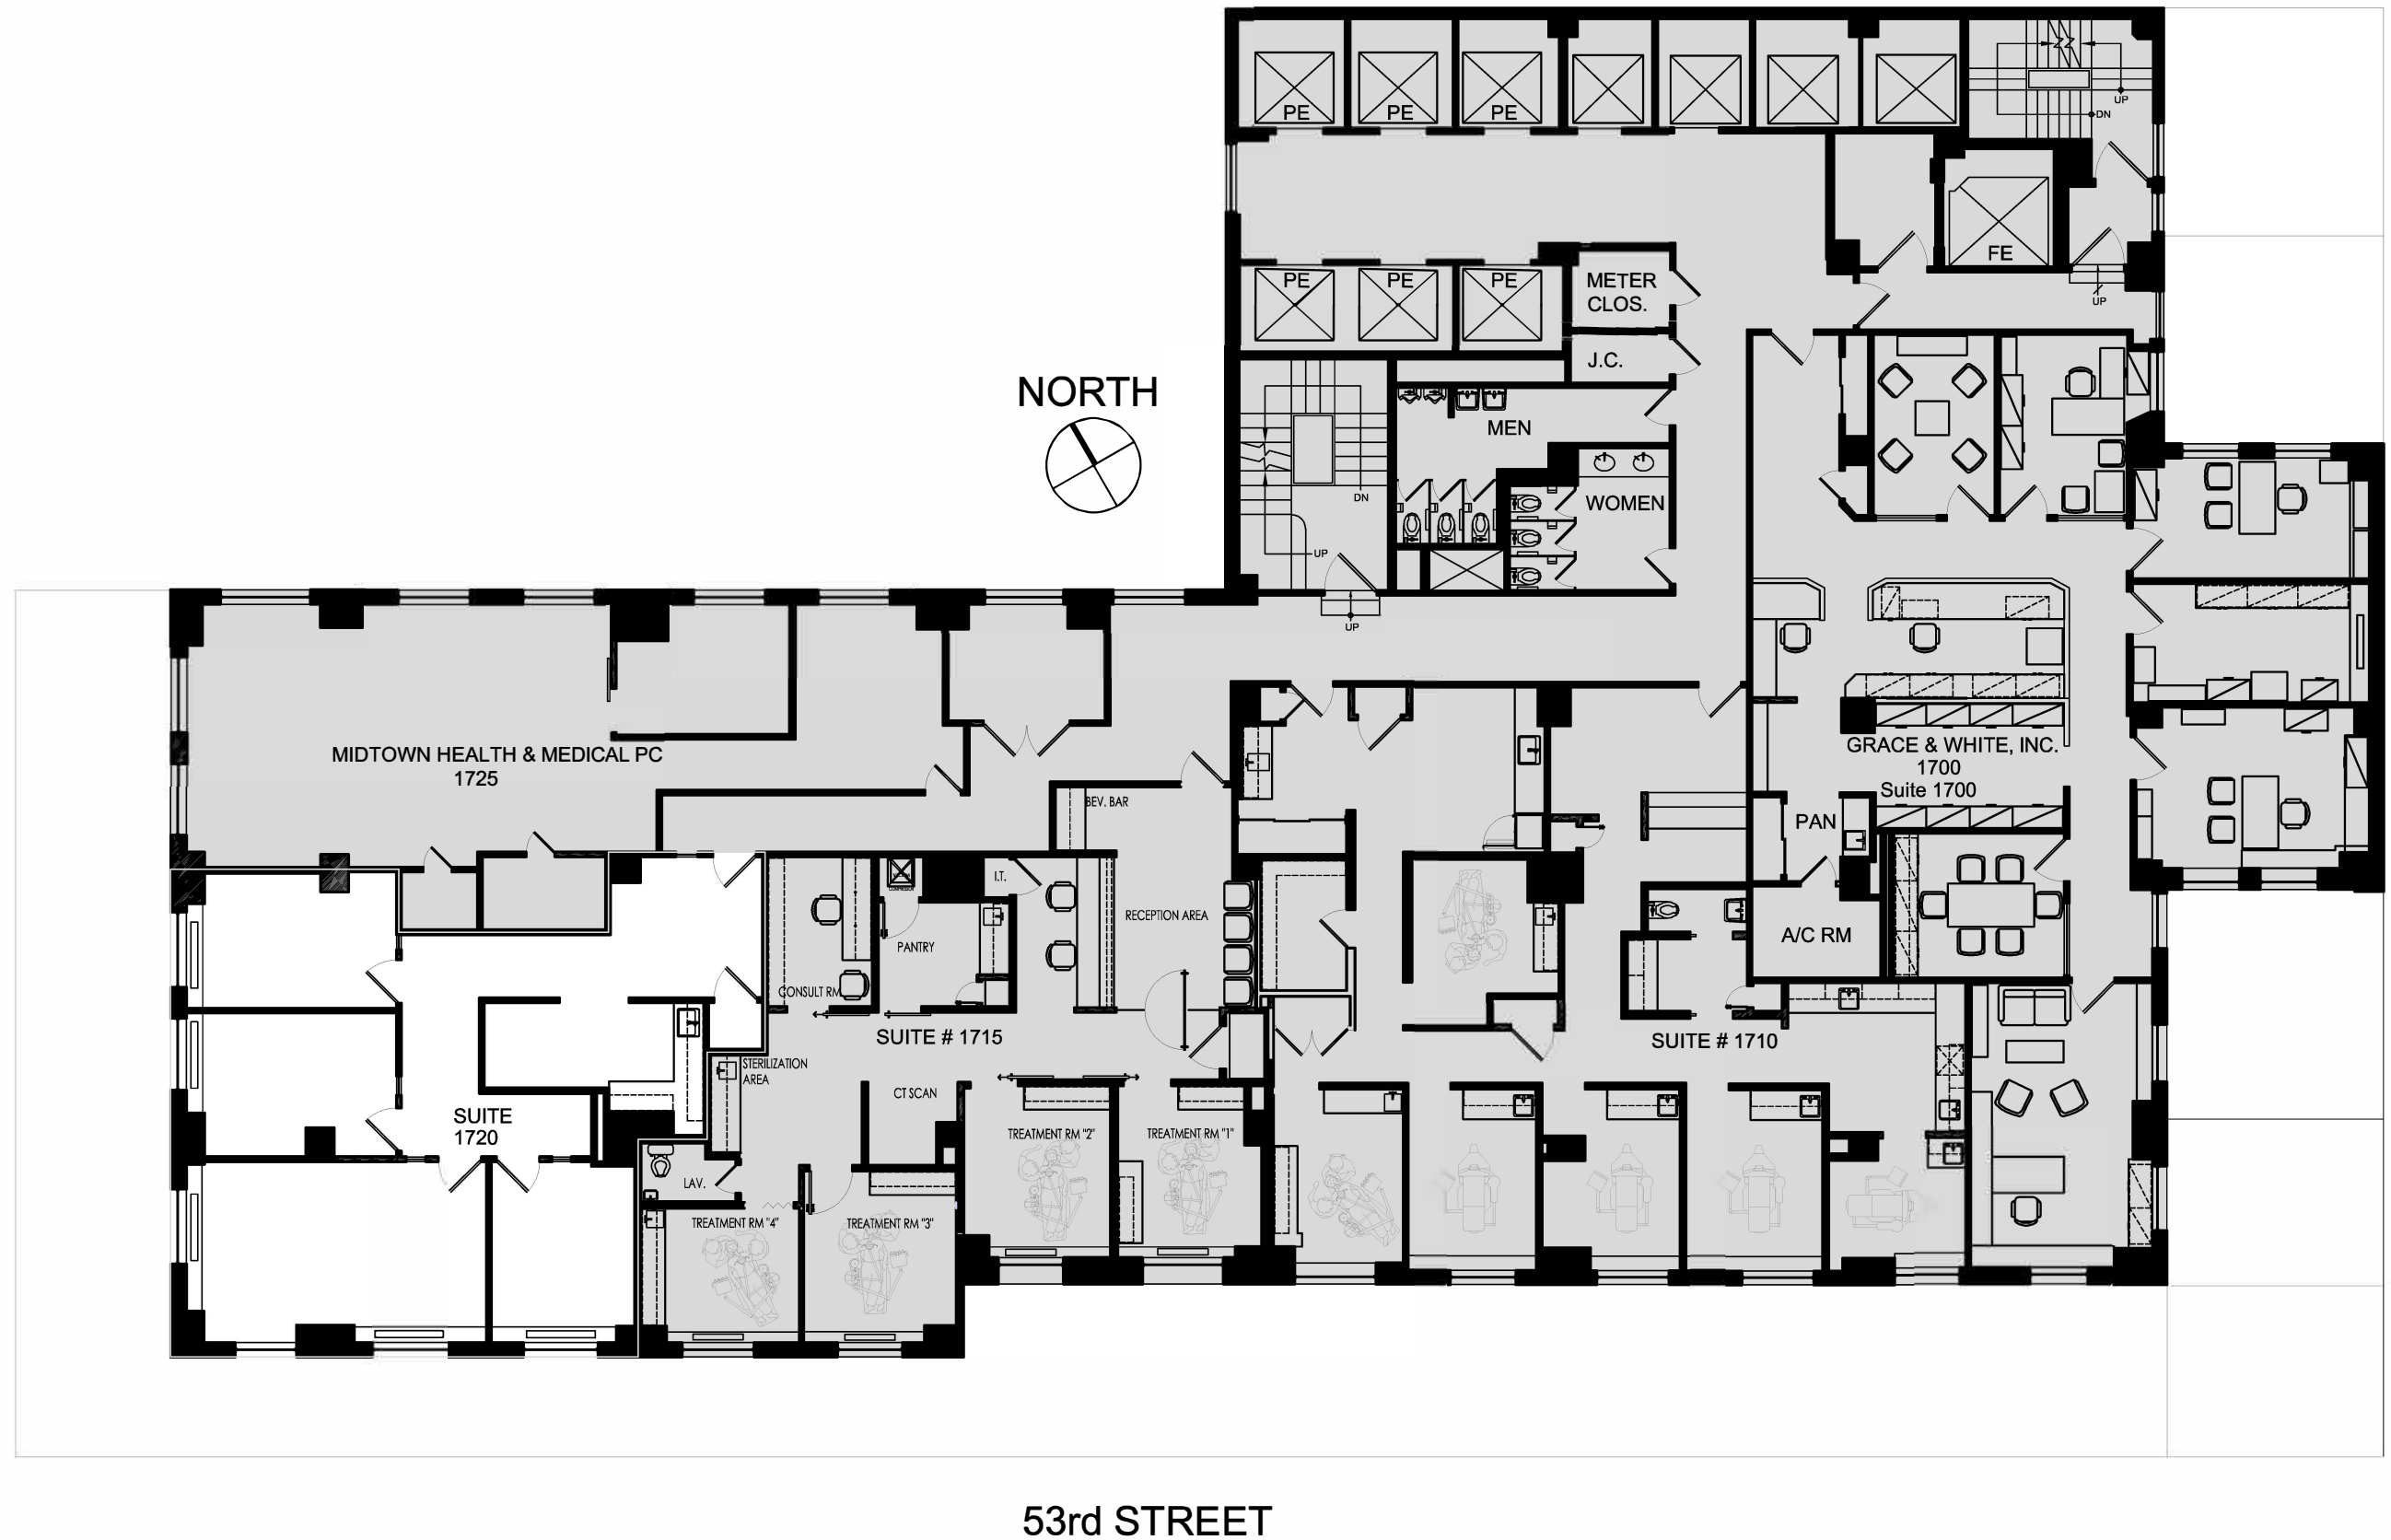 PE
PE
PE
UP
DN
FE
PE
PE
PE
METER
CLOS.
UP
J.C.
NORTH
MEN
DN
WOMEN
UP
UP
MIDTOWN HEALTH & MEDICAL PC
1725
GRACE & WHITE, INC.
1700
Suite 1700
BEV. BAR
PAN
I.T.
RECEPTION AREA
A/C RM
PANTRY
CONSULT RM
SUITE # 1715
SUITE # 1710
STERILIZATION
AREA
CT SCAN
SUITE
1720
TREATMENT RM "2"
TREATMENT RM "1"
LAV.
TREATMENT RM "4"
TREATMENT RM "3"
53rd STREET